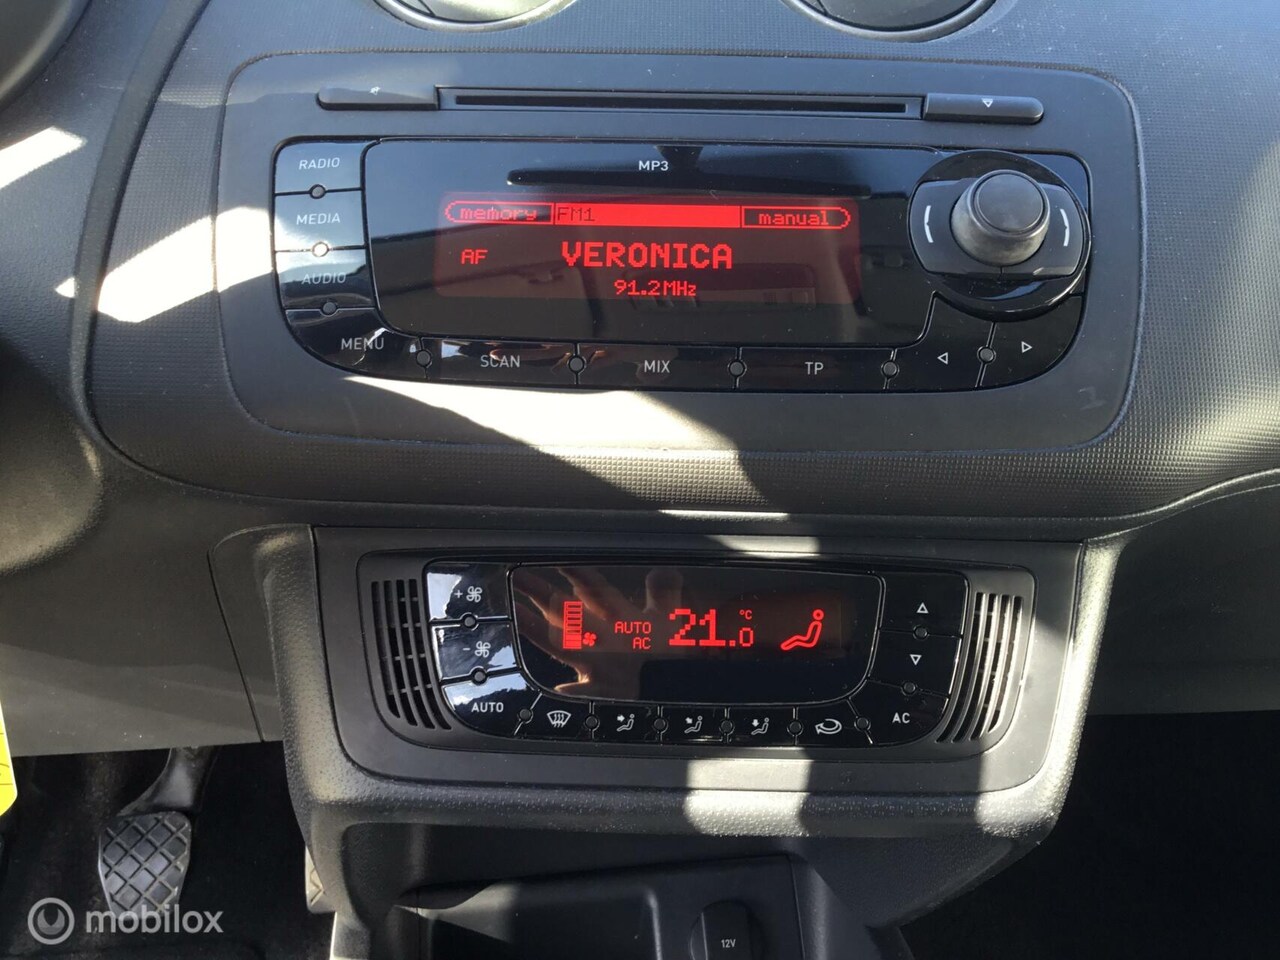 RADIO
MP3
MEDIA
memory FM1 manual
AF VERONICA
AUDIO
91.2MHz
MENU
SCAN MIX TP
AUTO
AC
21.0 °C
AUTO
AC
12V
mobilox